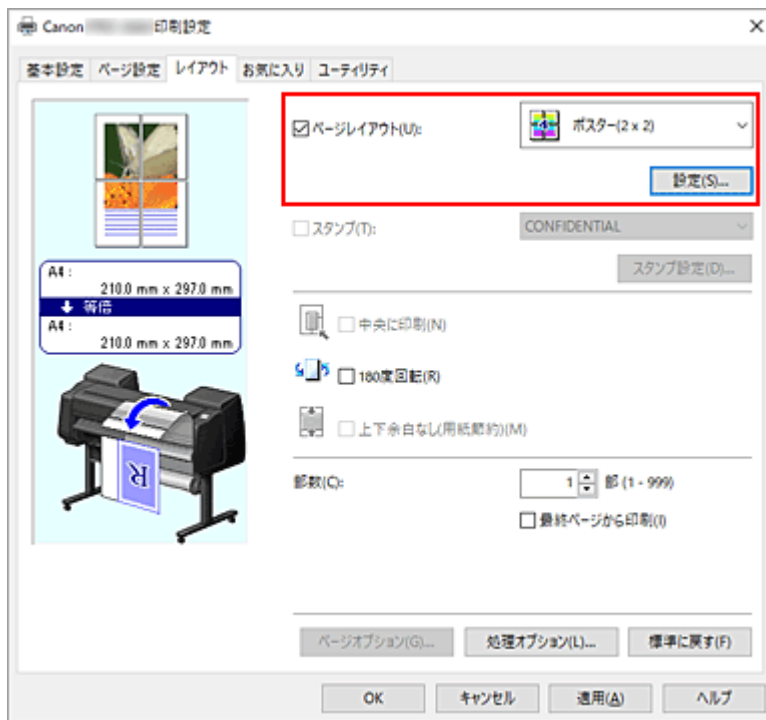 Canon 印刷設定
基本設定 ページ設定 レイアウト お気に入り ユーティリティ
☑ページレイアウト(U): 4 ポスター(2 x 2)
設定(S)...
スタンプ(T): CONFIDENTIAL
スタンプ設定(D)...
A4 :
210.0 mm x 297.0 mm
等倍
A4 :
210.0 mm x 297.0 mm
中央に印刷(N)
180度回転(R)
上下余白なし(用紙節約)(M)
R
部数(C): 1 部 (1 - 999)
最終ページから印刷(I)
ページオプション(G)... 処理オプション(L)... 標準に戻す(F)
OK キャンセル 適用(A) ヘルプ